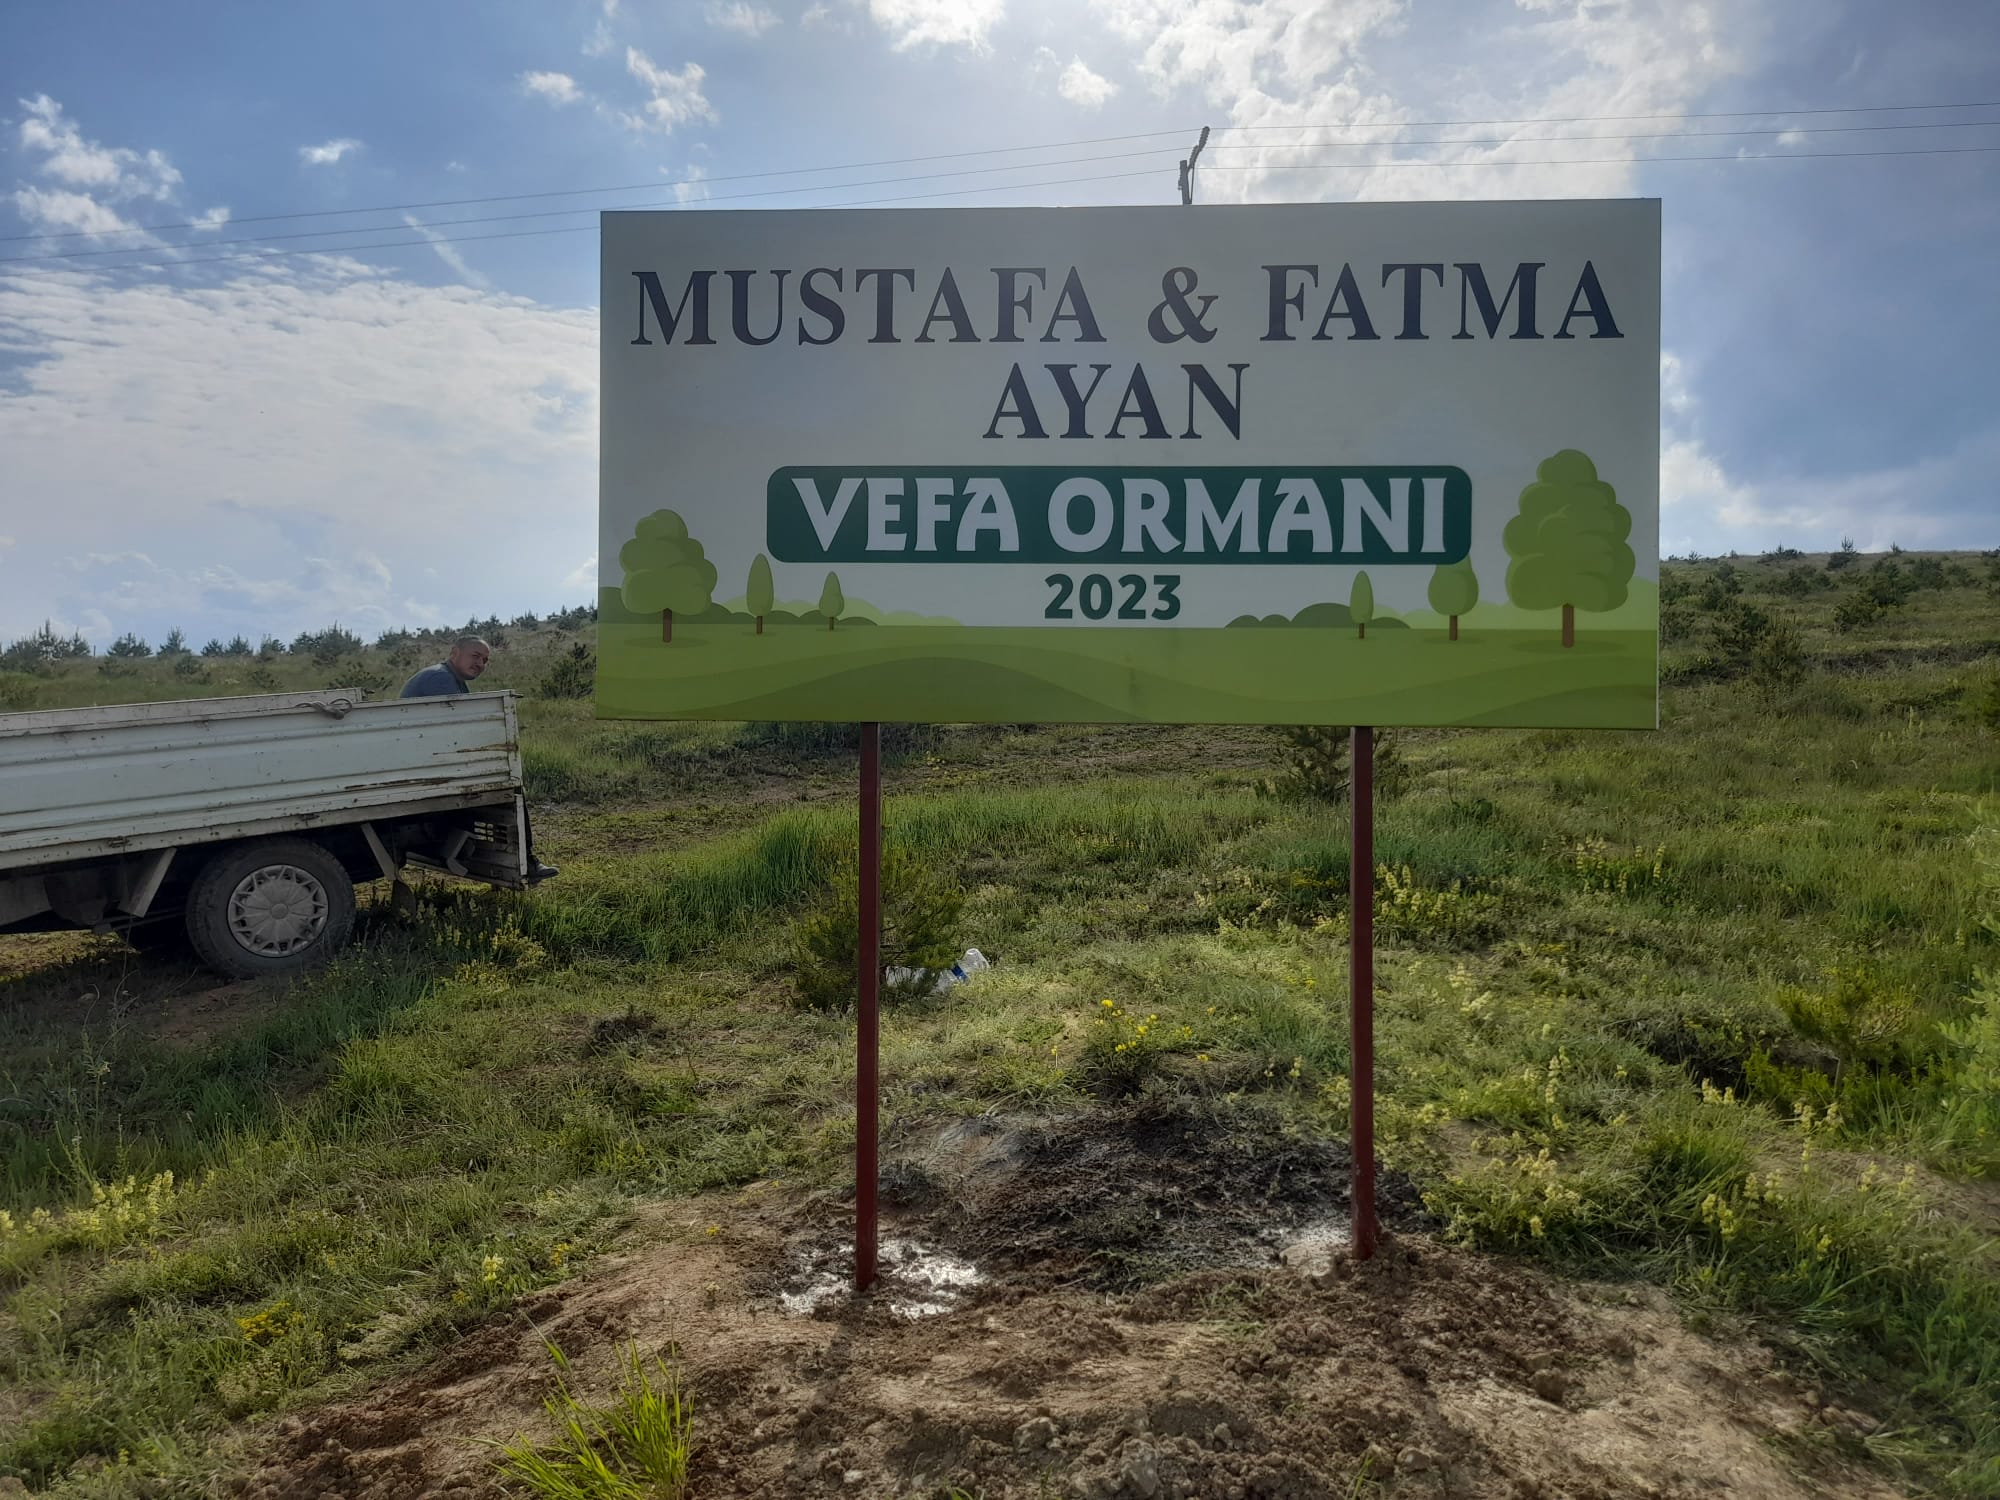 MUSTAFA & FATMA
AYAN
VEFA ORMANI
2023